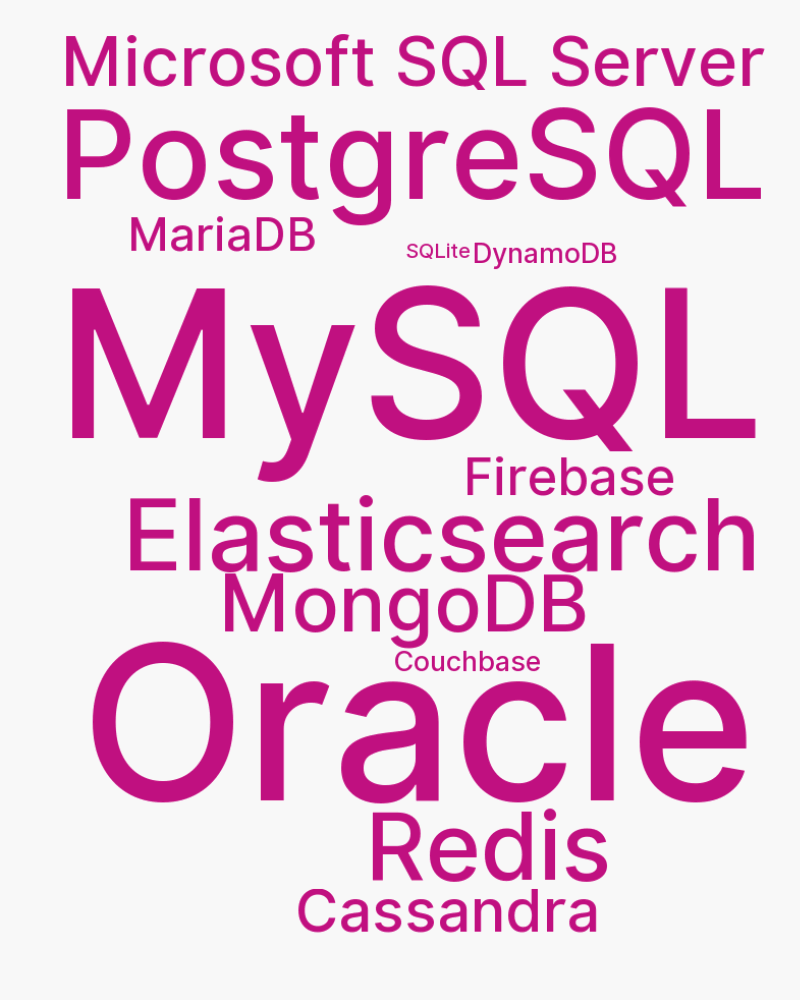 Microsoft SQL Server
PostgreSQL
MariaDB
SQLite DynamoDB
MySQL
Firebase
Elasticsearch
MongoDB
Couchbase
Oracle
Redis
Cassandra